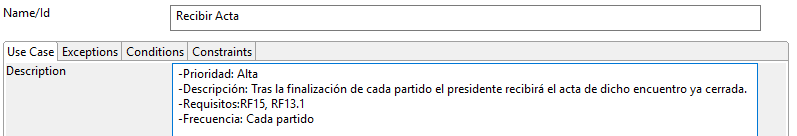 Name/Id
Recibir Acta
Use Case Exceptions Conditions Constraints
Description
-Prioridad: Alta
-Descripción: Tras la finalización de cada partido el presidente recibirá el acta de dicho encuentro ya cerrada.
-Requisitos:RF15, RF13.1
-Frecuencia: Cada partido